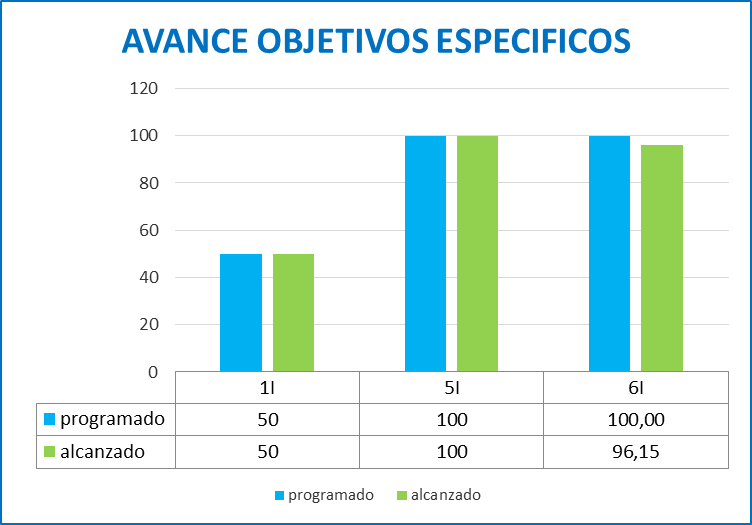 AVANCE OBJETIVOS ESPECIFICOS
120
100
80
60
40
20
0
1I 5I 6I
programado 50 100 100,00
alcanzado 50 100 96,15
programado alcanzado